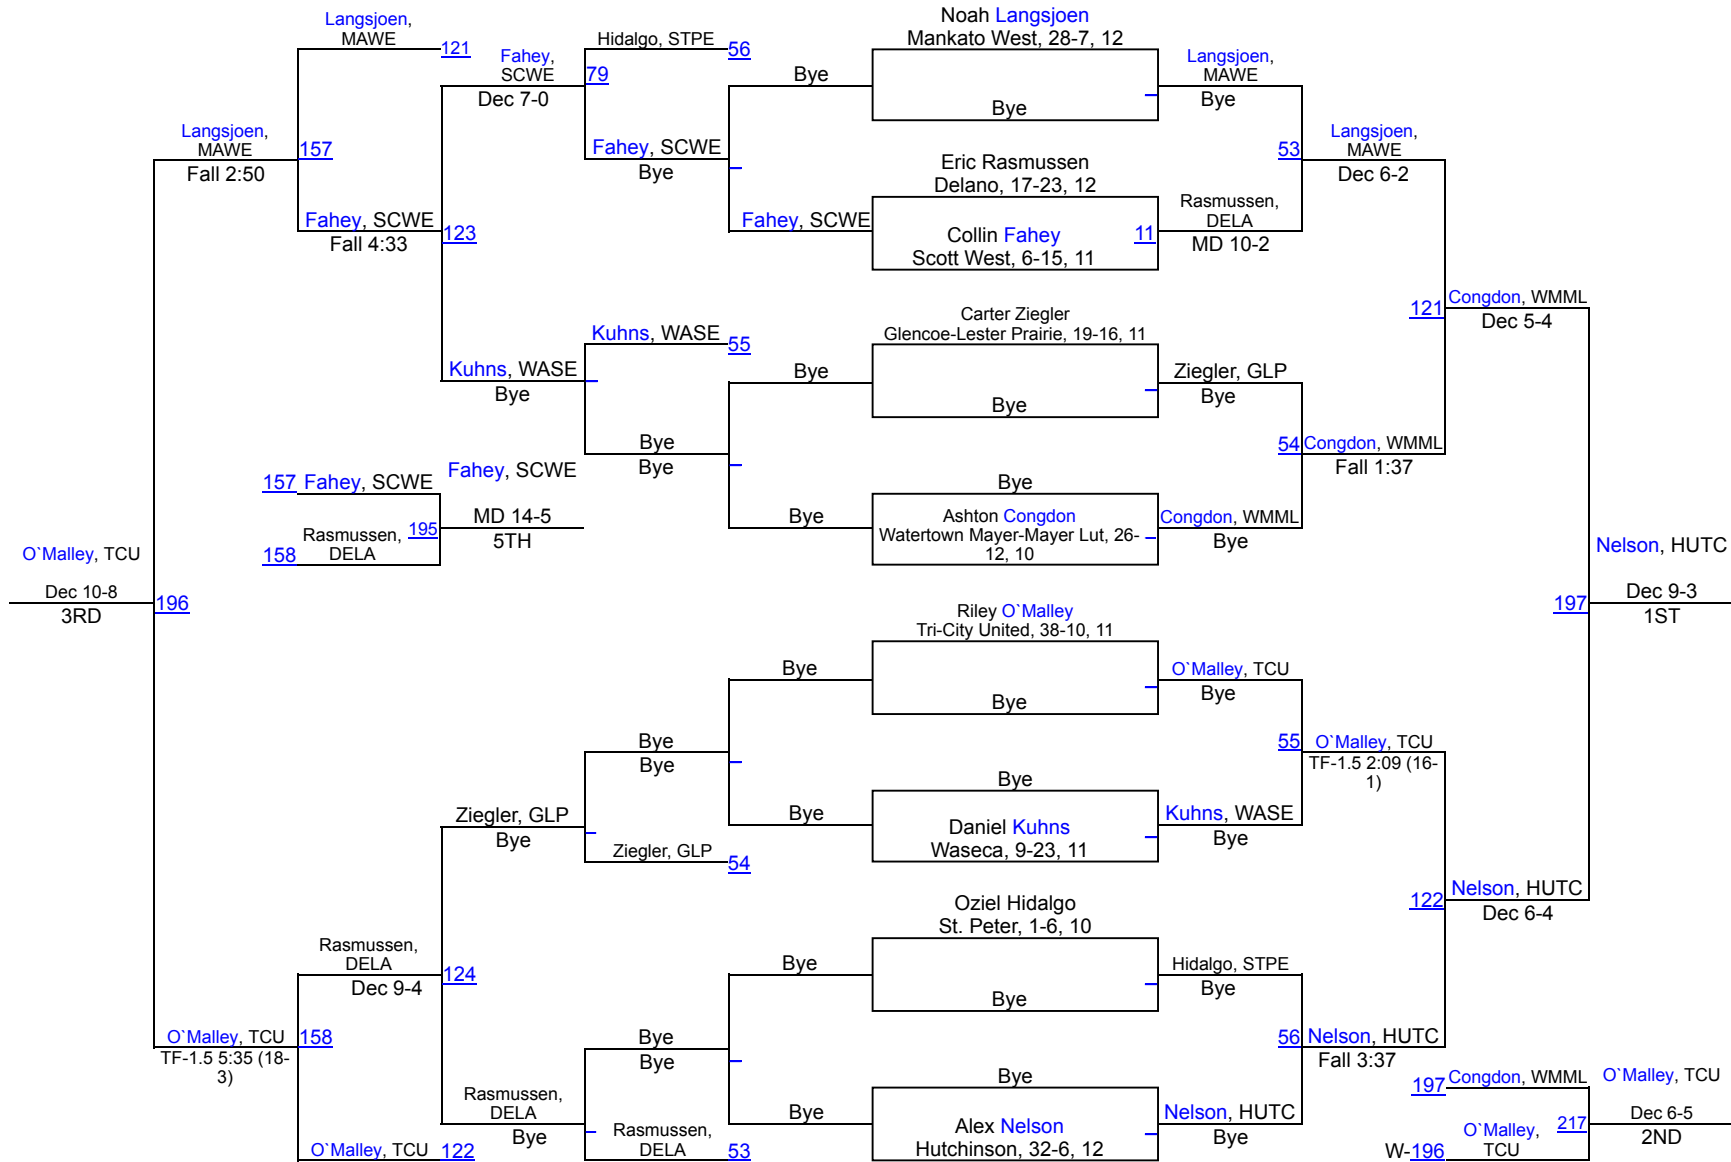 Langsjoen,
MAWE
121
Fahey,
SCWE
Dec 7-0
79
Hidalgo, STPE
56
Noah Langsjoen
Mankato West, 28-7, 12
Bye
Bye
Langsjoen,
MAWE
Bye
Langsjoen,
MAWE
Fall 2:50
157
Fahey, SCWE
Bye
Eric Rasmussen
Delano, 17-23, 12
53
Langsjoen,
MAWE
Dec 6-2
Fahey, SCWE
Fall 4:33
123
Fahey, SCWE
Collin Fahey
Scott West, 6-15, 11
11
Rasmussen,
DELA
MD 10-2
Carter Ziegler
Glencoe-Lester Prairie, 19-16, 11
121
Congdon, WMML
Dec 5-4
Kuhns, WASE
55
Kuhns, WASE
Bye
Bye
Bye
Ziegler, GLP
Bye
Bye
Bye
54
Congdon, WMML
Fall 1:37
157
Fahey, SCWE
Fahey, SCWE
MD 14-5
5TH
Rasmussen,
DELA
195
158
Bye
Bye
Ashton Congdon
Watertown Mayer-Mayer Lut, 26-
12, 10
Congdon, WMML
Bye
O`Malley, TCU
Dec 10-8
3RD
196
Nelson, HUTC
197
Dec 9-3
1ST
Riley O`Malley
Tri-City United, 38-10, 11
Bye
Bye
O`Malley, TCU
Bye
Bye
Bye
55
O`Malley, TCU
TF-1.5 2:09 (16-
1)
Ziegler, GLP
Bye
Ziegler, GLP
54
Bye
Bye
Daniel Kuhns
Waseca, 9-23, 11
Kuhns, WASE
Bye
Oziel Hidalgo
St. Peter, 1-6, 10
122
Nelson, HUTC
Dec 6-4
Rasmussen,
DELA
Dec 9-4
124
Bye
Bye
Hidalgo, STPE
Bye
O`Malley, TCU
TF-1.5 5:35 (18-
3)
158
Bye
Bye
56
Nelson, HUTC
Fall 3:37
Rasmussen,
DELA
Bye
Rasmussen,
DELA
53
Bye
Bye
Alex Nelson
Hutchinson, 32-6, 12
Nelson, HUTC
Bye
O`Malley, TCU
122
197
Congdon, WMML
O`Malley, TCU
Dec 6-5
2ND
217
O`Malley,
TCU
W-196